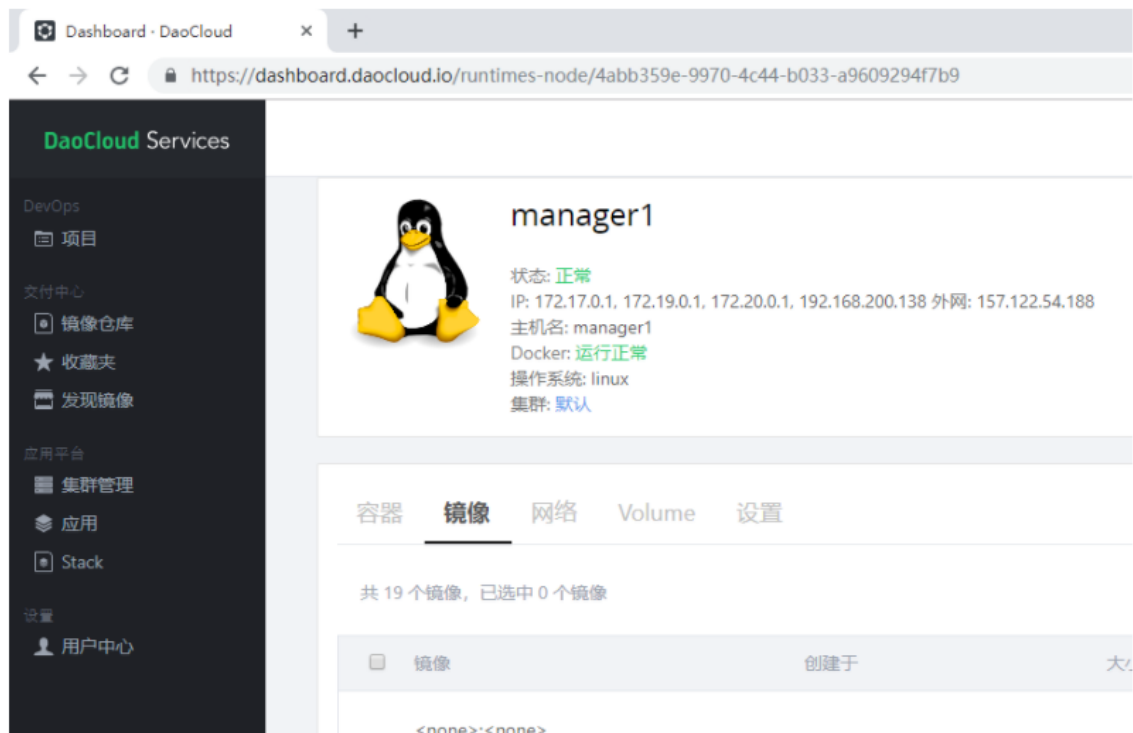 Dashboard · DaoCloud
https://dashboard.daocloud.io/runtimes-node/4abb359e-9970-4c44-b033-a9609294f7b9
DaoCloud Services
DevOps
项目
交付中心
镜像仓库
收藏夹
发现镜像
应用平台
集群管理
应用
Stack
设置
用户中心
manager1
状态: 正常
IP: 172.17.0.1, 172.19.0.1, 172.20.0.1, 192.168.200.138 外网: 157.122.54.188
主机名: manager1
Docker: 运行正常
操作系统: linux
集群: 默认
容器 镜像 网络 Volume 设置
共 19 个镜像，已选中 0 个镜像
镜像 创建于 大
<none>:<none>